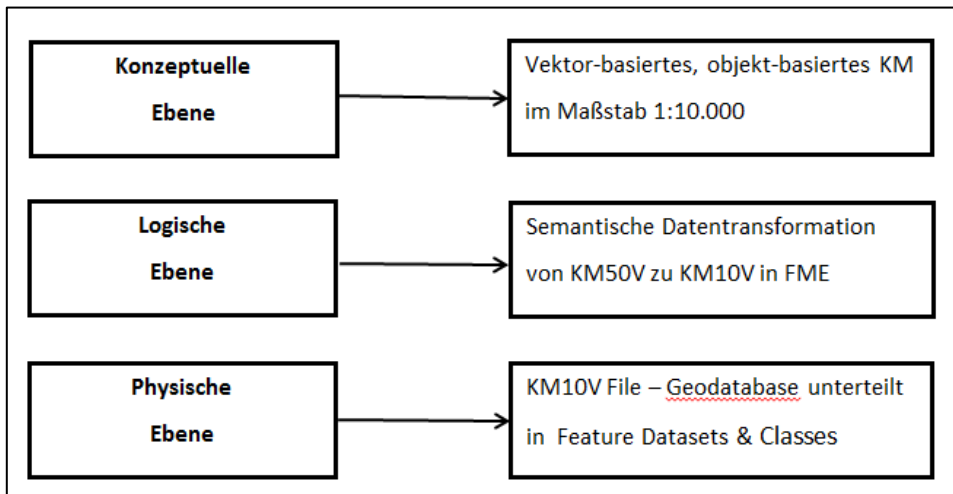 Konzeptuelle
Ebene
Vektor-basiertes, objekt-basiertes KM
im Maßstab 1:10.000
Logische
Ebene
Semantische Datentransformation
von KM50V zu KM10V in FME
Physische
Ebene
KM10V File – Geodatabase unterteilt
in Feature Datasets & Classes